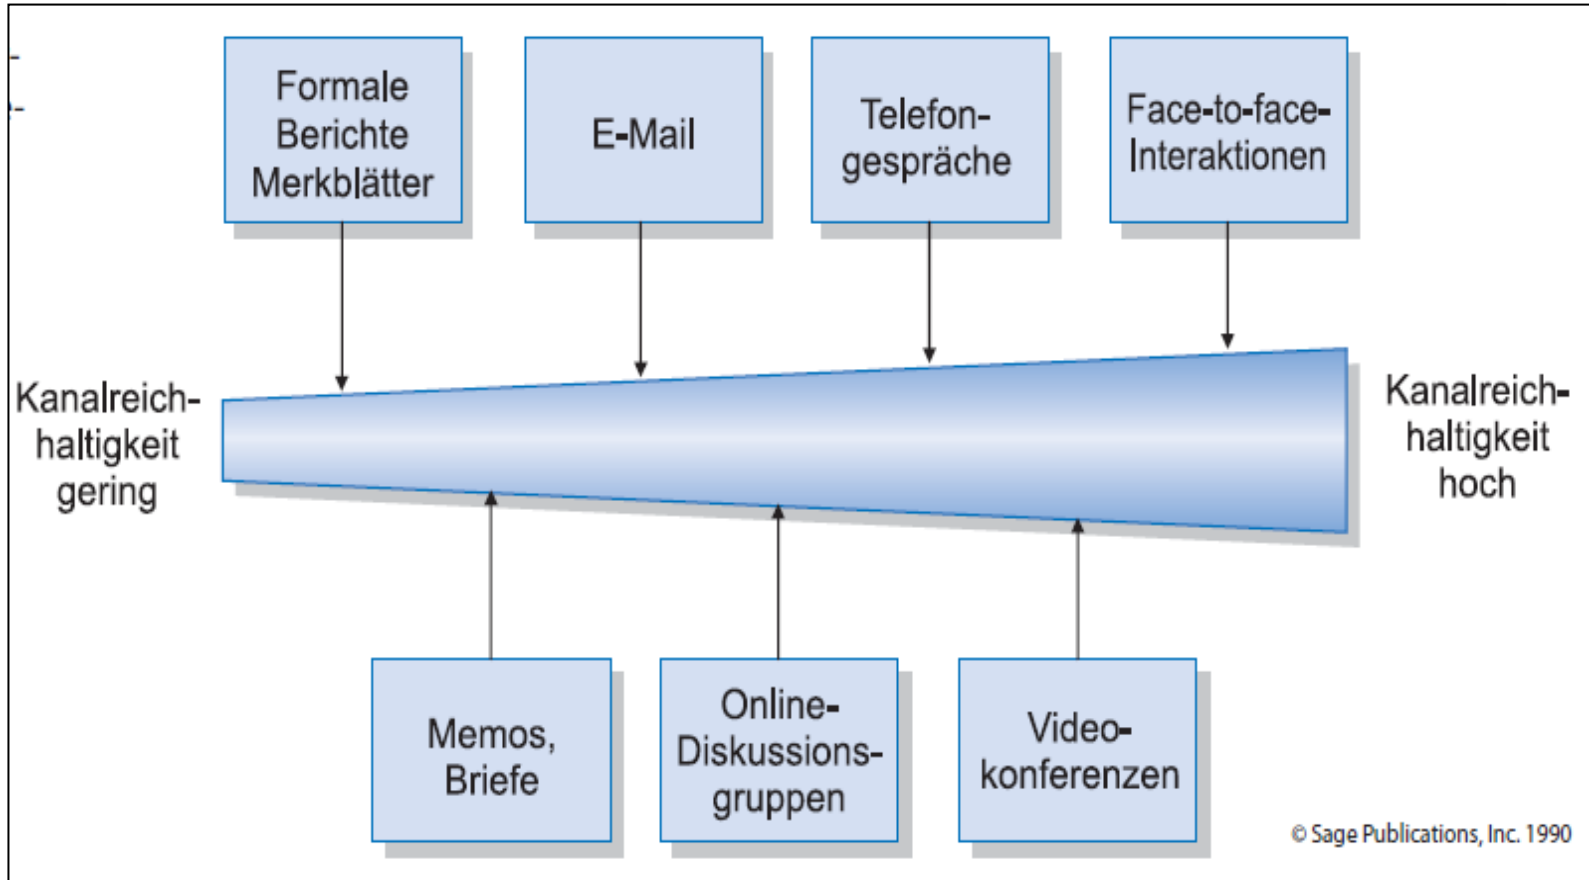 Formale
Berichte
Merkblätter
E-Mail
Telefon-
gespräche
Face-to-face-
Interaktionen
Kanalreich-
haltigkeit
gering
Kanalreich-
haltigkeit
hoch
Memos,
Briefe
Online-
Diskussions-
gruppen
Video-
konferenzen
© Sage Publications, Inc. 1990